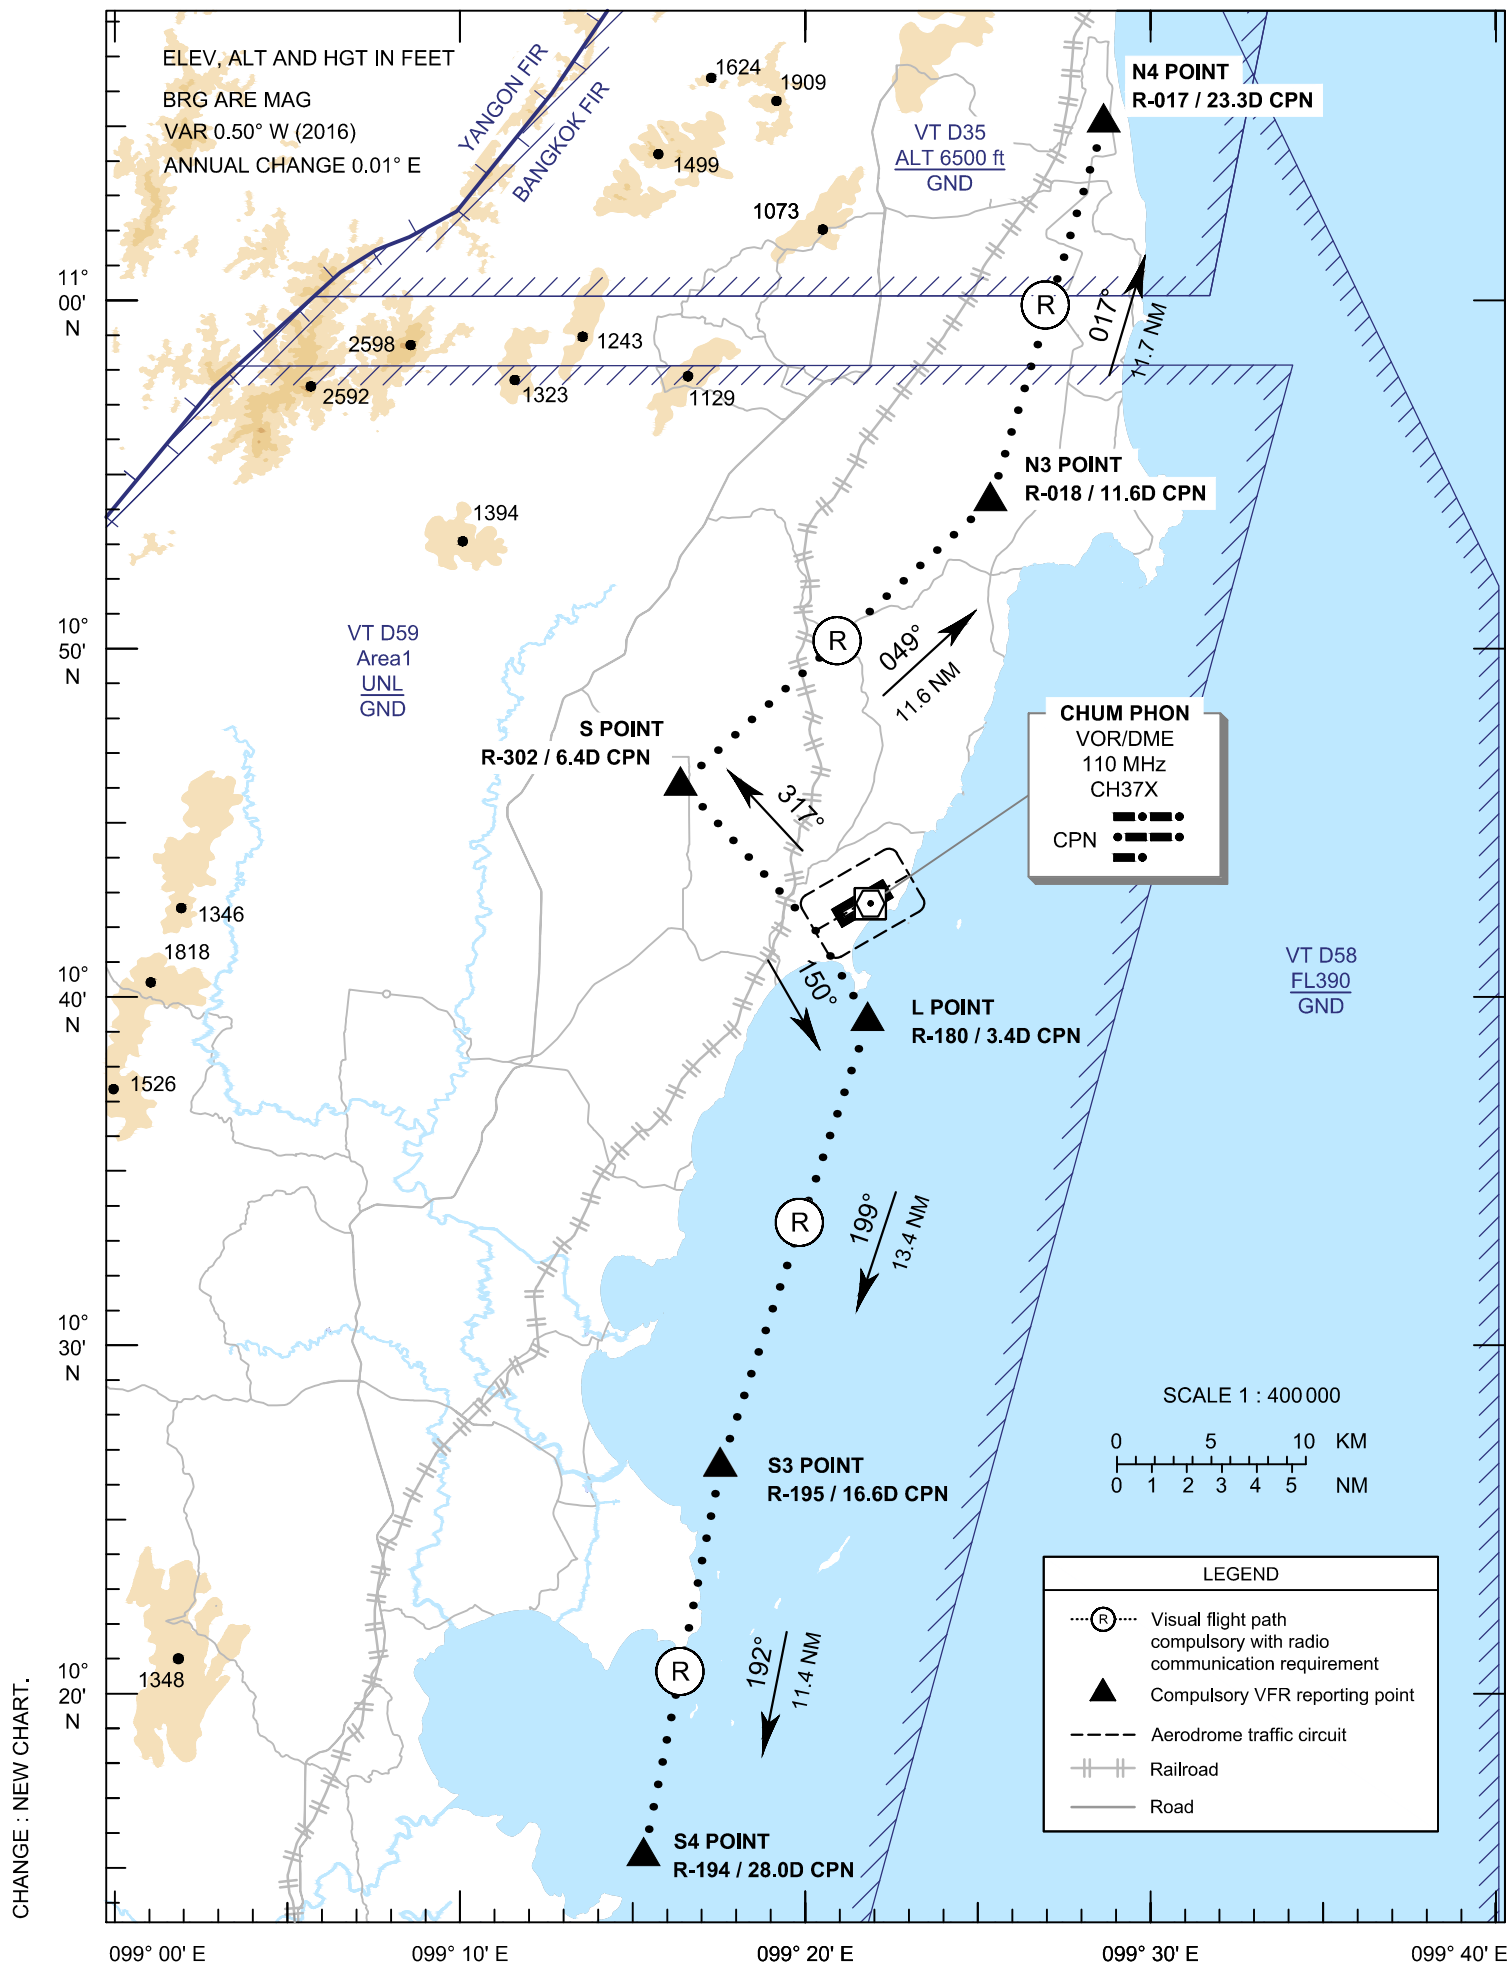 ELEV, ALT AND HGT IN FEET
BRG ARE MAG
VAR 0.50° W (2016)
ANNUAL CHANGE 0.01° E
YANGON FIR
BANGKOK FIR
1624
1909
1499
1073
VT D35
ALT 6500 ft
GND
N4 POINT
R-017 / 23.3D CPN
11°
00'
N
R
017°
11.7 NM
2598
2592
1323
1243
1129
N3 POINT
R-018 / 11.6D CPN
1394
10°
50'
N
VT D59
Area1
UNL
GND
R
049°
11.6 NM
S POINT
R-302 / 6.4D CPN
317°
CHUM PHON
VOR/DME
110 MHz
CH37X
CPN
1346
1818
1526
10°
40'
N
150°
L POINT
R-180 / 3.4D CPN
VT D58
FL390
GND
R
199°
13.4 NM
10°
30'
N
SCALE 1 : 400 000
0 5 10 KM
0 1 2 3 4 5 NM
S3 POINT
R-195 / 16.6D CPN
R
192°
11.4 NM
1348
10°
20'
N
S4 POINT
R-194 / 28.0D CPN
LEGEND
R
Visual flight path
compulsory with radio
communication requirement
Compulsory VFR reporting point
Aerodrome traffic circuit
Railroad
Road
CHANGE : NEW CHART.
099° 00' E
099° 10' E
099° 20' E
099° 30' E
099° 40' E